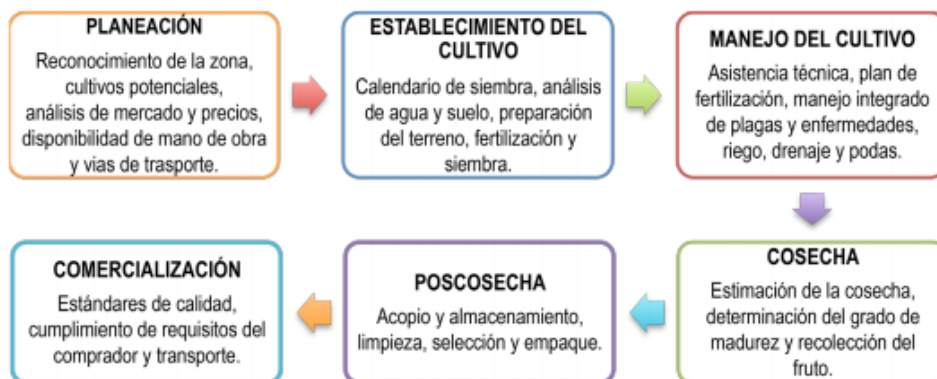 PLANEACIÓN
Reconocimiento de la zona,
cultivos potenciales,
análisis de mercado y precios,
disponibilidad de mano de obra
y vias de trasporte.
ESTABLECIMIENTO DEL
CULTIVO
Calendario de siembra, análisis
de agua y suelo, preparación
del terreno, fertilización y
siembra.
MANEJO DEL CULTIVO
Asistencia técnica, plan de
fertilización, manejo integrado
de plagas y enfermedades,
riego, drenaje y podas.
COSECHA
Estimación de la cosecha,
determinación del grado de
madurez y recolección del
fruto.
POSCOSECHA
Acopio y almacenamiento,
limpieza, selección y empaque.
COMERCIALIZACIÓN
Estándares de calidad,
cumplimiento de requisitos del
comprador y transporte.